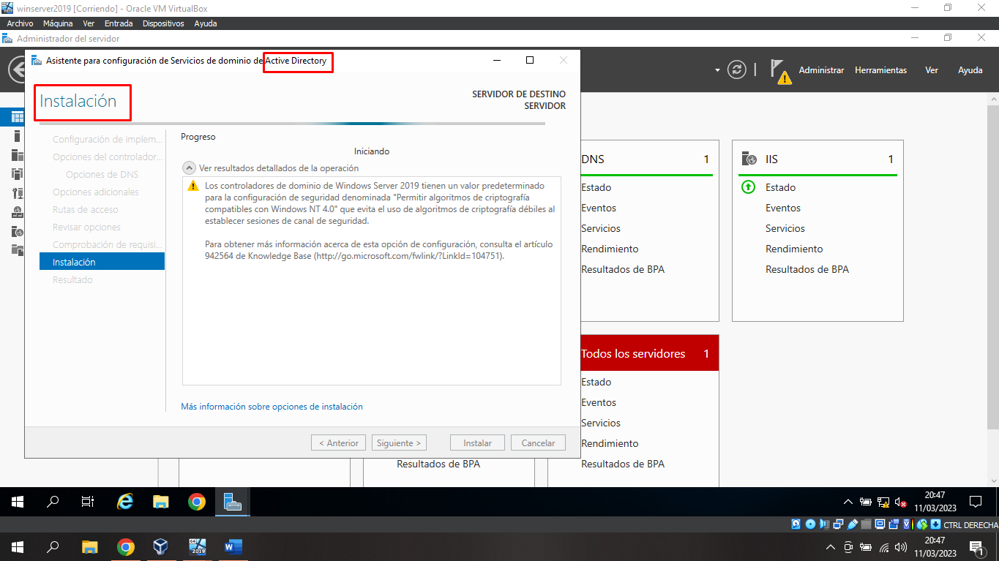 winserver2019 [Corriendo] - Oracle VM VirtualBox
Archivo Máquina Ver Entrada Dispositivos Ayuda
Administrador del servidor
Asistente para configuración de Servicios de dominio de Active Directory
Administrar Herramientas Ver Ayuda
Instalación
SERVIDOR DE DESTINO
SERVIDOR
Configuración de implem...
Opciones del controlador...
Opciones de DNS
Opciones adicionales
Rutas de acceso
Revisar opciones
Comprobación de requisi...
Instalación
Resultado
Progreso
Iniciando
Ver resultados detallados de la operación
Los controladores de dominio de Windows Server 2019 tienen un valor predeterminado
para la configuración de seguridad denominada "Permitir algoritmos de criptografía
compatibles con Windows NT 4.0" que evita el uso de algoritmos de criptografía débiles al
establecer sesiones de canal de seguridad.
Para obtener más información acerca de esta opción de configuración, consulta el artículo
942564 de Knowledge Base (http://go.microsoft.com/fwlink/?LinkId=104751).
Más información sobre opciones de instalación
< Anterior Siguiente > Instalar Cancelar
DNS 1
Estado
Eventos
Servicios
Rendimiento
Resultados de BPA
IIS 1
Estado
Eventos
Servicios
Rendimiento
Resultados de BPA
Todos los servidores 1
Estado
Eventos
Servicios
Rendimiento
Resultados de BPA
Resultados de BPA
20:47
11/03/2023
CTRL DERECHA
2019
20:47
11/03/2023
1